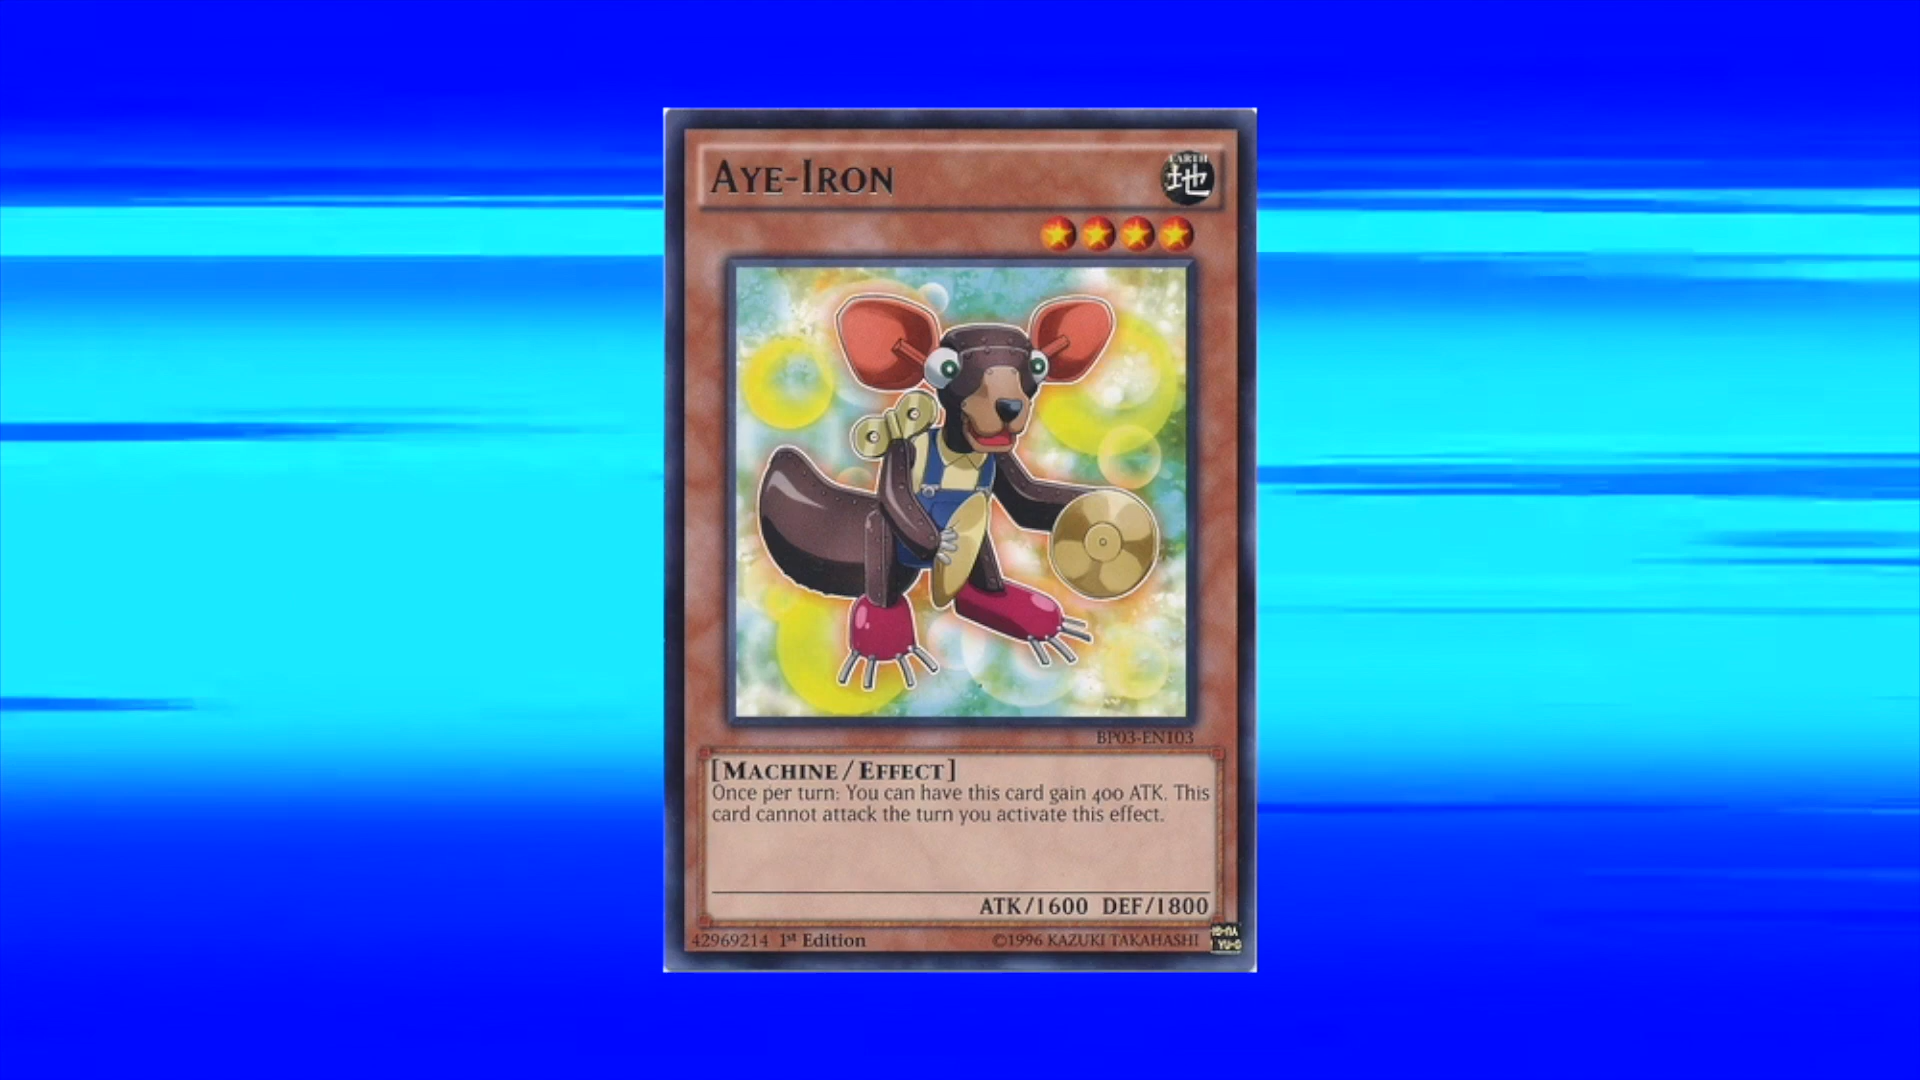 AYE-IRON
EARTH
地
BP03-EN103
[MACHINE/EFFECT]
Once per turn: You can have this card gain 400 ATK. This
card cannot attack the turn you activate this effect.
ATK/1600 DEF/1800
42969214 1st Edition ©1996 KAZUKI TAKAHASHI